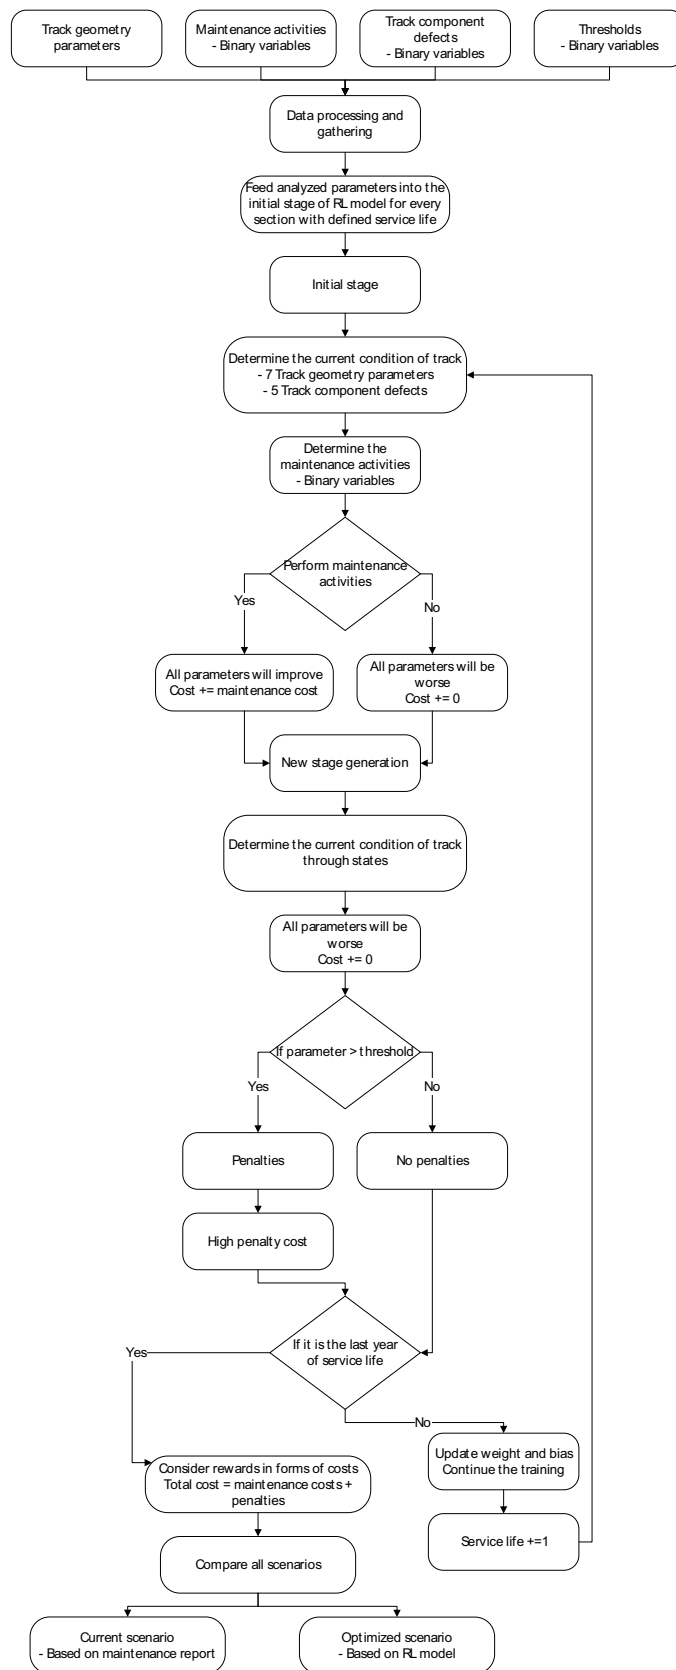 Track geometry
parameters
Maintenance activities
- Binary variables
Track component
defects
- Binary variables
Thresholds
- Binary variables
Data processing and
gathering
Feed analyzed parameters into the
initial stage of RL model for every
section with defined service life
Initial stage
Determine the current condition of track
- 7 Track geometry parameters
- 5 Track component defects
Determine the
maintenance activities
- Binary variables
Perform maintenance
activities
Yes
No
All parameters will improve
Cost += maintenance cost
All parameters will be
worse
Cost += 0
New stage generation
Determine the current condition of track
through states
All parameters will be
worse
Cost += 0
If parameter > threshold
Yes
No
Penalties
No penalties
High penalty cost
If it is the last year
of service life
Yes
No
Update weight and bias
Continue the training
Consider rewards in forms of costs
Total cost = maintenance costs +
penalties
Service life +=1
Compare all scenarios
Current scenario
- Based on maintenance report
Optimized scenario
- Based on RL model